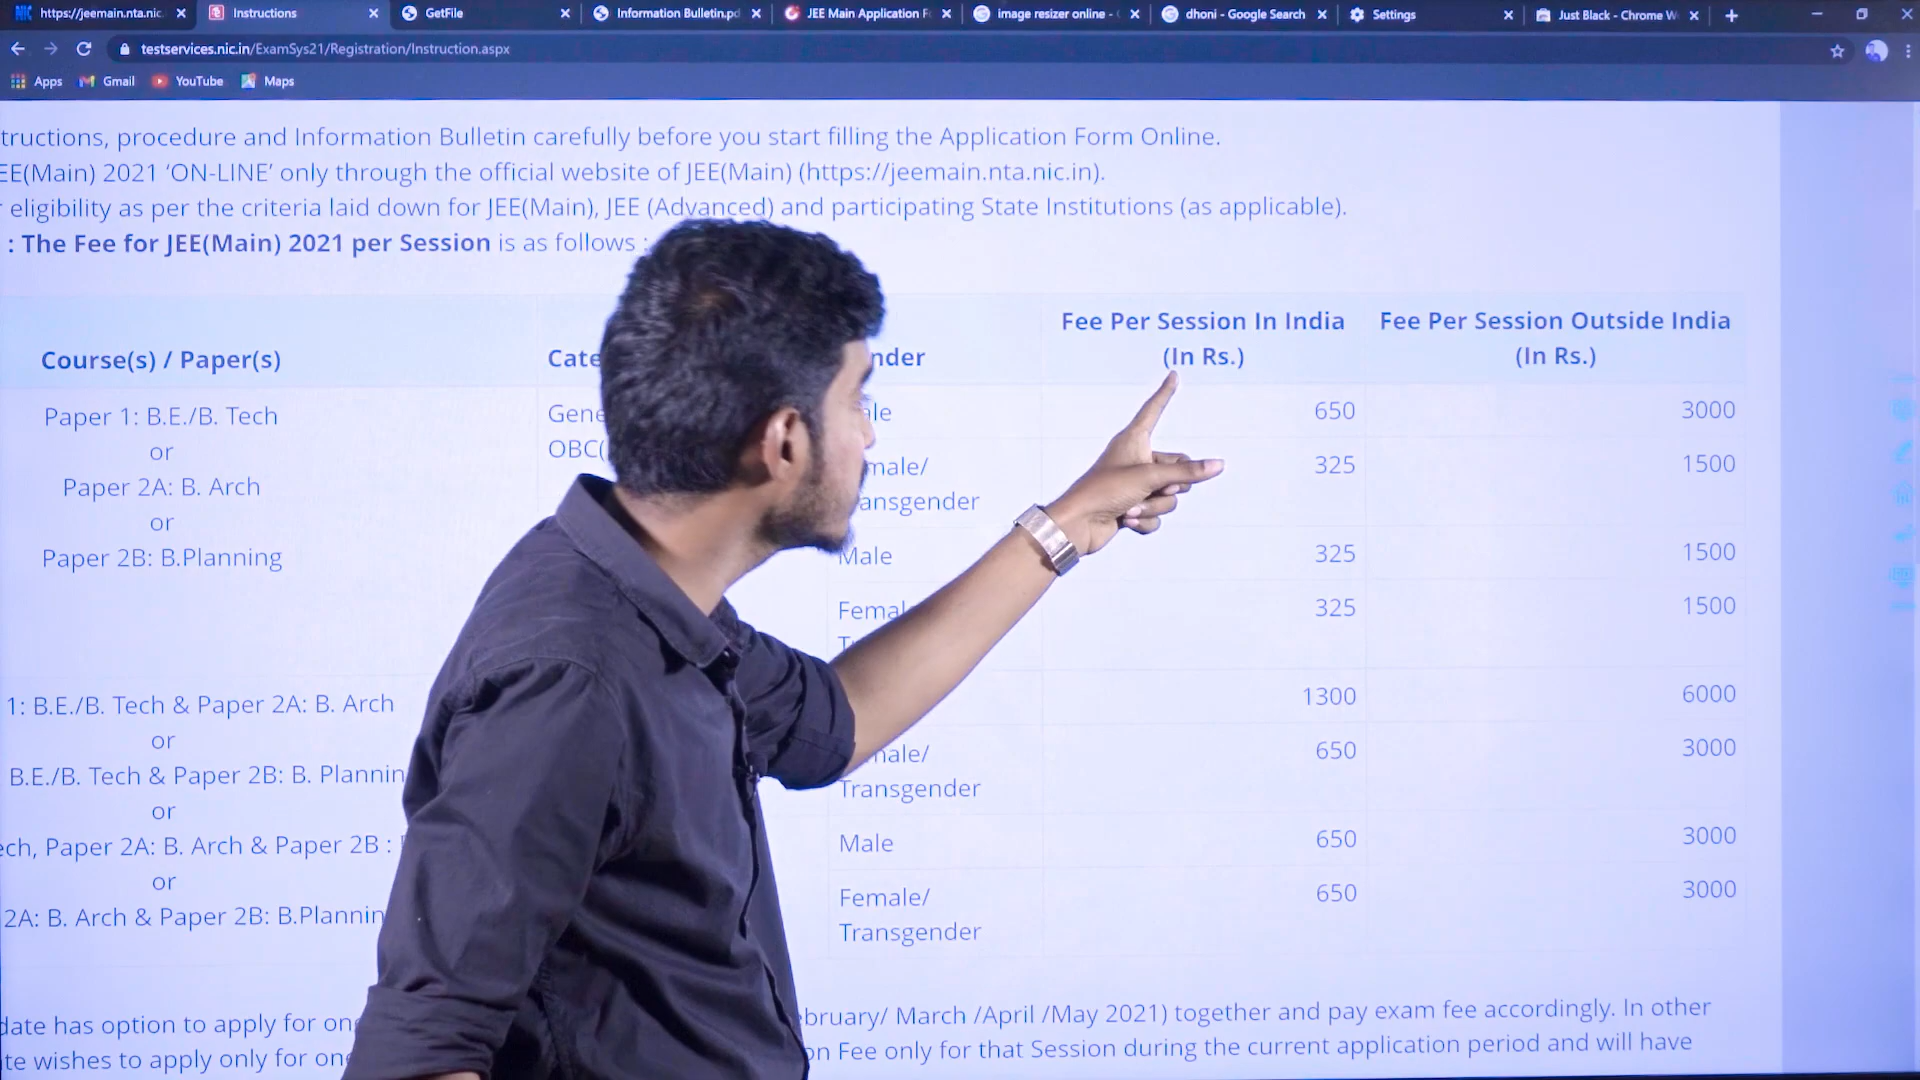 https://jeemain.nta.nic. Instructions GetFile Information Bulletin.pd JEE Main Application F image resizer online - dhoni - Google Search Settings Just Black - Chrome W
testservices.nic.in/ExamSys21/Registration/Instruction.aspx
Apps Gmail YouTube Maps
tructions, procedure and Information Bulletin carefully before you start filling the Application Form Online.
EE(Main) 2021 ‘ON-LINE’ only through the official website of JEE(Main) (https://jeemain.nta.nic.in).
eligibility as per the criteria laid down for JEE(Main), JEE (Advanced) and participating State Institutions (as applicable).
: The Fee for JEE(Main) 2021 per Session is as follows :
Course(s) / Paper(s) Cate nder Fee Per Session In India (In Rs.) Fee Per Session Outside India (In Rs.)
Paper 1: B.E./B. Tech Gene ale 650 3000
or OBC(
Paper 2A: B. Arch male/ 325 1500
or ansgender
Paper 2B: B.Planning Male 325 1500
Femal 325 1500
1: B.E./B. Tech & Paper 2A: B. Arch 1300 6000
or male/ 650 3000
B.E./B. Tech & Paper 2B: B. Plannin Transgender
or
ech, Paper 2A: B. Arch & Paper 2B : Male 650 3000
or Female/ 650 3000
2A: B. Arch & Paper 2B: B.Plannin Transgender
date has option to apply for on bruary/ March /April /May 2021) together and pay exam fee accordingly. In other
te wishes to apply only for on on Fee only for that Session during the current application period and will have